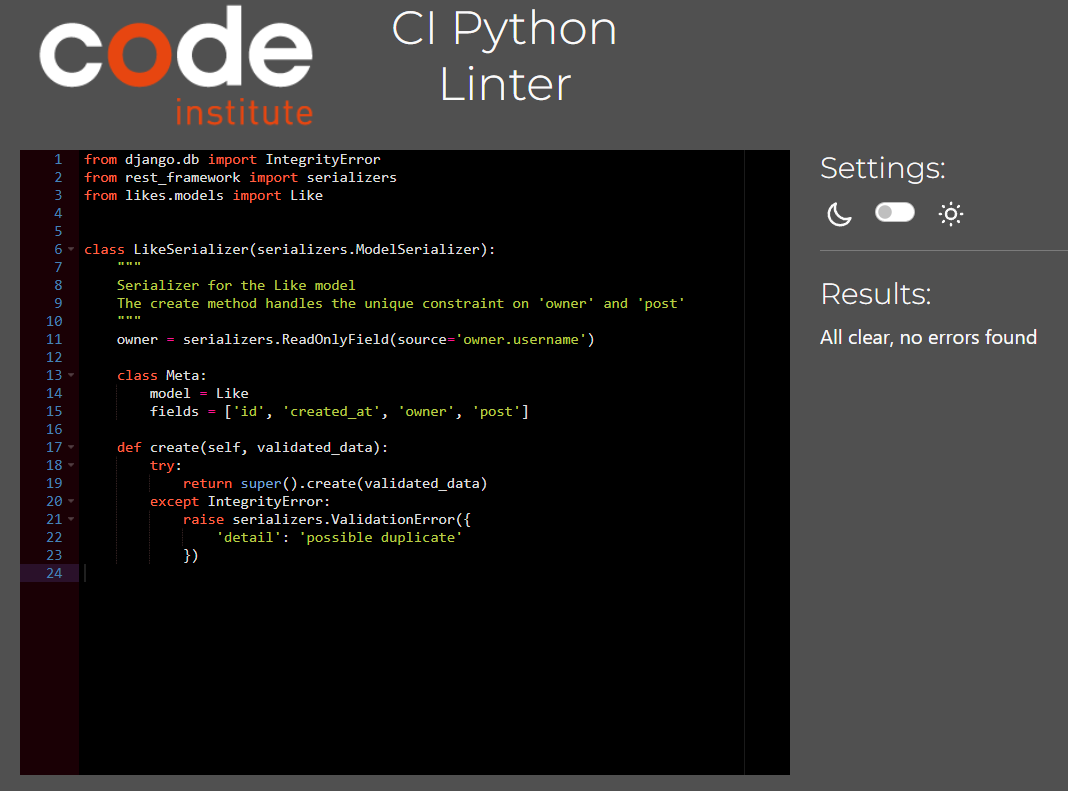 code
institute
CI Python
Linter
1 from django.db import IntegrityError
2 from rest_framework import serializers
3 from likes.models import Like
4
5
6 class LikeSerializer(serializers.ModelSerializer):
7     """
8     Serializer for the Like model
9     The create method handles the unique constraint on 'owner' and 'post'
10     """
11     owner = serializers.ReadOnlyField(source='owner.username')
12
13     class Meta:
14         model = Like
15         fields = ['id', 'created_at', 'owner', 'post']
16
17     def create(self, validated_data):
18         try:
19             return super().create(validated_data)
20         except IntegrityError:
21             raise serializers.ValidationError({
22                 'detail': 'possible duplicate'
23             })
24
Settings:
Results:
All clear, no errors found